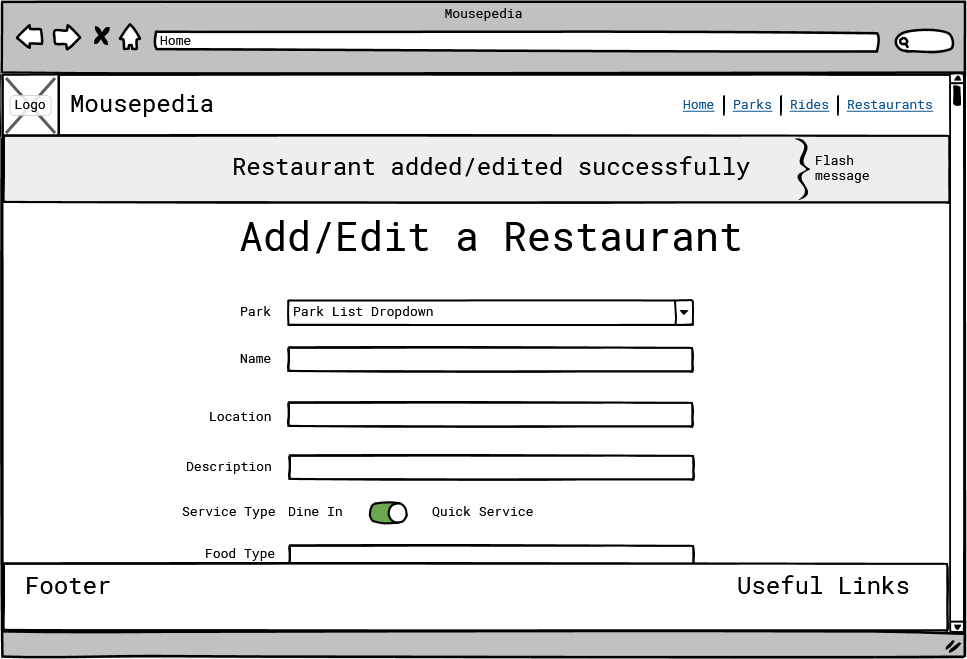 Mousepedia
Home
Logo
Mousepedia
Home | Parks | Rides | Restaurants
Restaurant added/edited successfully
Flash
message
Add/Edit a Restaurant
Park
Park List Dropdown
Name
Location
Description
Service Type Dine In Quick Service
Food Type
Footer
Useful Links